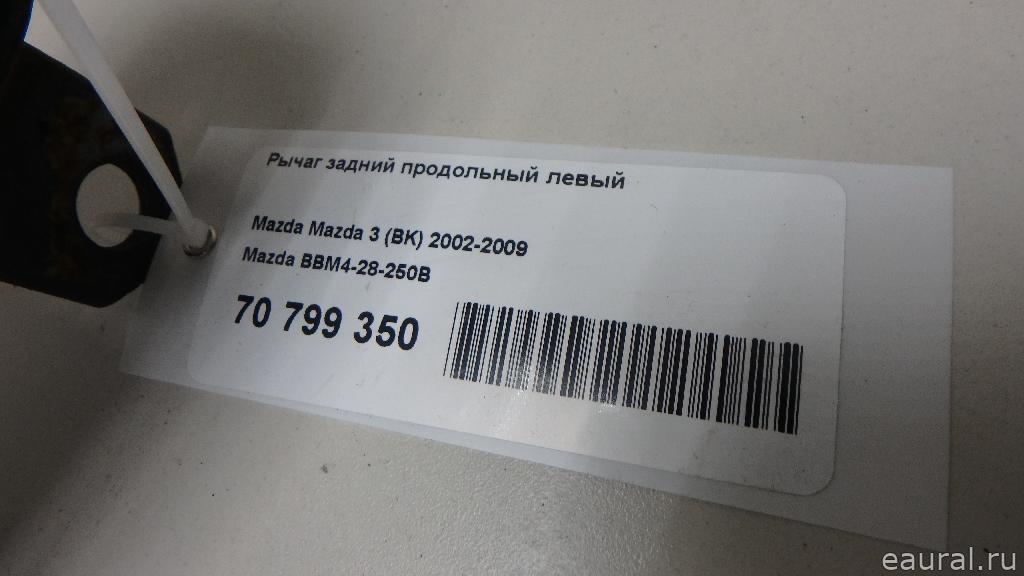 Рычаг задний продольный левый
Mazda Mazda 3 (BK) 2002-2009
Mazda BBM4-28-250B
70 799 350
eaural.ru